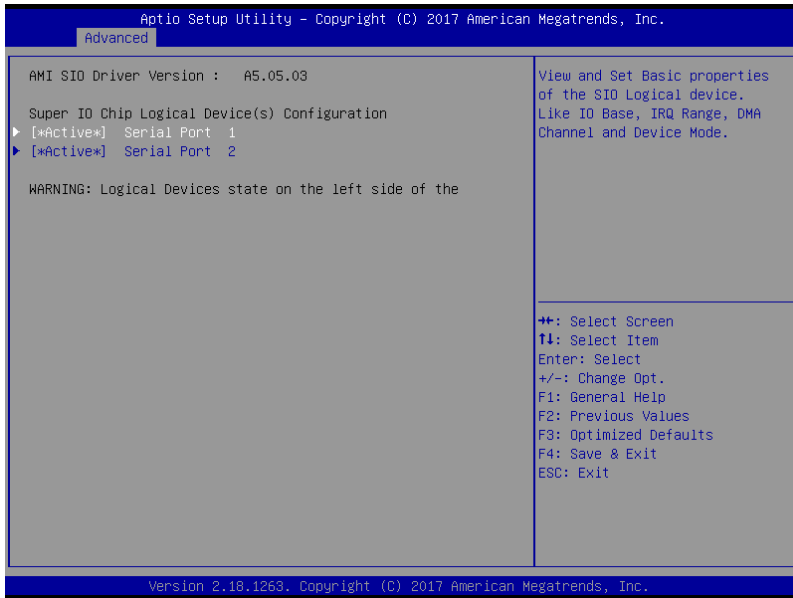 Aptio Setup Utility – Copyright (C) 2017 American Megatrends, Inc.
Advanced
AMI SIO Driver Version : A5.05.03
Super IO Chip Logical Device(s) Configuration
[*Active*] Serial Port 1
[*Active*] Serial Port 2
WARNING: Logical Devices state on the left side of the
View and Set Basic properties
of the SIO Logical device.
Like IO Base, IRQ Range, DMA
Channel and Device Mode.
→←: Select Screen
↑↓: Select Item
Enter: Select
+/-: Change Opt.
F1: General Help
F2: Previous Values
F3: Optimized Defaults
F4: Save & Exit
ESC: Exit
Version 2.18.1263. Copyright (C) 2017 American Megatrends, Inc.